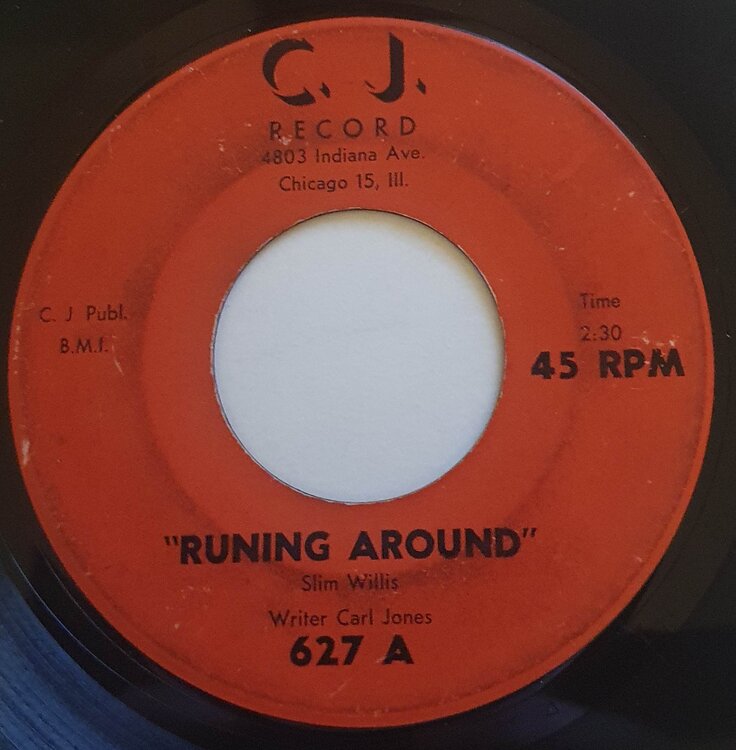 C. J.
RECORD
4803 Indiana Ave.
Chicago 15, Ill.
C. J Publ.
B.M.I.
Time
2:30
45 RPM
"RUNING AROUND"
Slim Willis
Writer Carl Jones
627 A